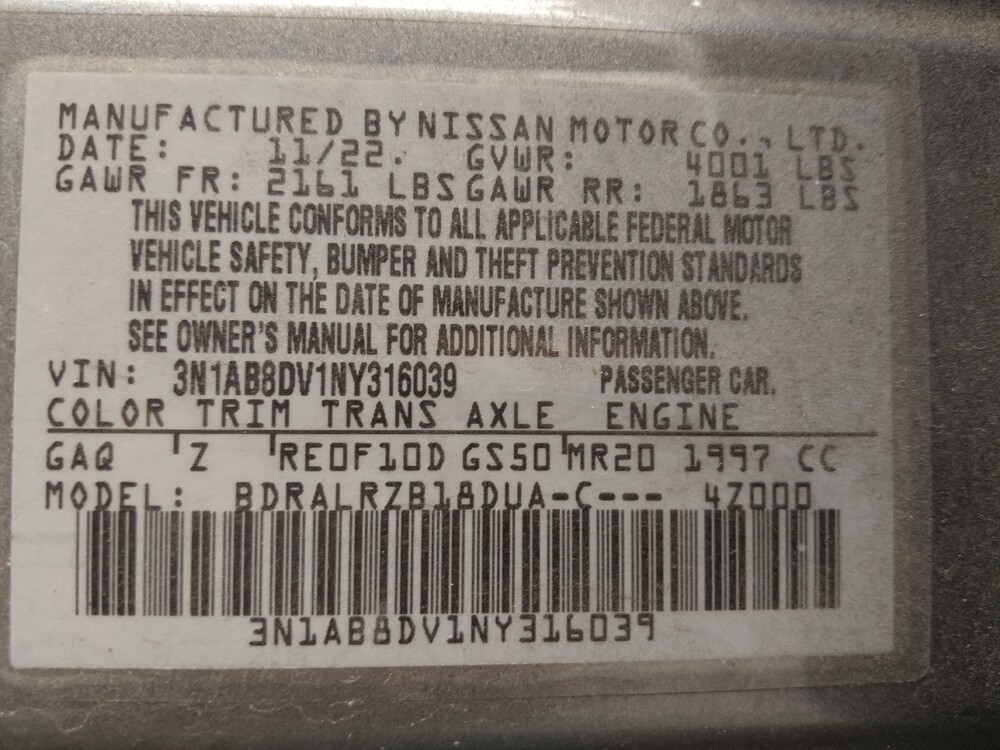 MANUFACTURED BY NISSAN MOTOR CO., LTD.
DATE: 11/22. GVWR: 4001 LBS
GAWR FR: 2161 LBS GAWR RR: 1863 LBS
THIS VEHICLE CONFORMS TO ALL APPLICABLE FEDERAL MOTOR
VEHICLE SAFETY, BUMPER AND THEFT PREVENTION STANDARDS
IN EFFECT ON THE DATE OF MANUFACTURE SHOWN ABOVE.
SEE OWNER'S MANUAL FOR ADDITIONAL INFORMATION.
VIN: 3N1AB8DV1NY316039 PASSENGER CAR.
COLOR TRIM TRANS AXLE ENGINE
GAQ Z RE0F10D GS50 MR20 1997 CC
MODEL: BDRALRZB18DUA-C--- 4Z000
3N1AB8DV1NY316039